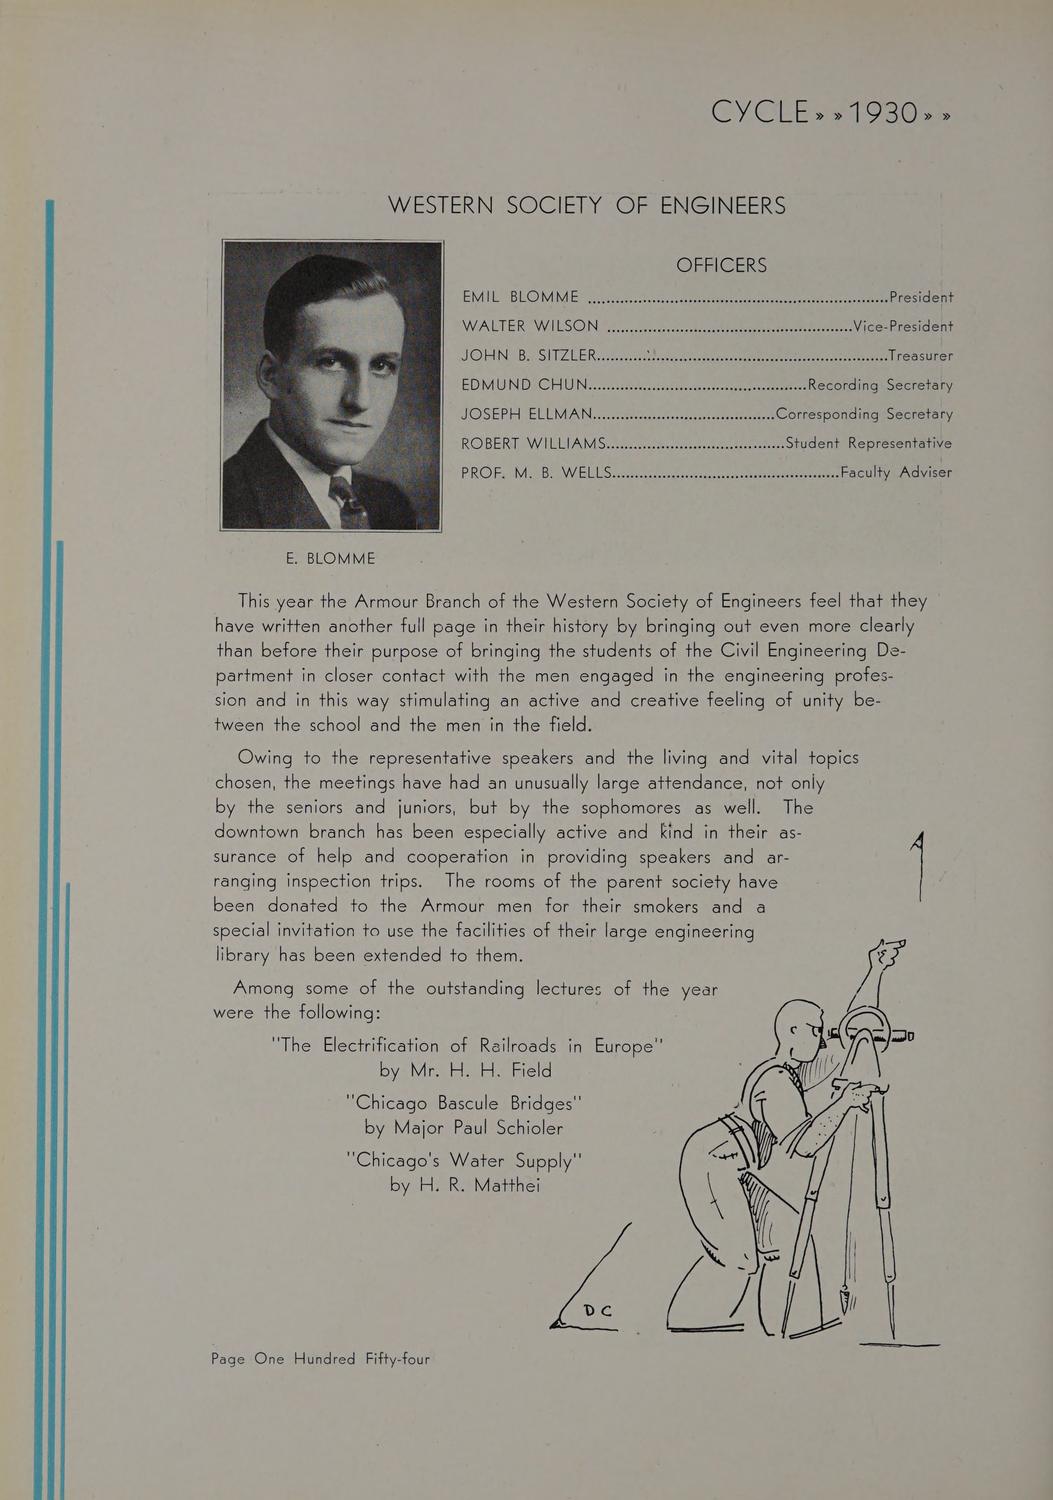 CYCLE » » 1930 » »
WESTERN SOCIETY OF ENGINEERS
OFFICERS
EMIL BLOMME ..................................................................President
WALTER WILSON ......................................................Vice-President
JOHN B. SITZLER................................................................Treasurer
EDMUND CHUN................................................Recording Secretary
JOSEPH ELLMAN........................................Corresponding Secretary
ROBERT WILLIAMS.......................................Student Representative
PROF. M. B. WELLS..................................................Faculty Adviser
E. BLOMME
This year the Armour Branch of the Western Society of Engineers feel that they
have written another full page in their history by bringing out even more clearly
than before their purpose of bringing the students of the Civil Engineering De-
partment in closer contact with the men engaged in the engineering profes-
sion and in this way stimulating an active and creative feeling of unity be-
tween the school and the men in the field.
Owing to the representative speakers and the living and vital topics
chosen, the meetings have had an unusually large attendance, not only
by the seniors and juniors, but by the sophomores as well. The
downtown branch has been especially active and kind in their as-
surance of help and cooperation in providing speakers and ar-
ranging inspection trips. The rooms of the parent society have
been donated to the Armour men for their smokers and a
special invitation to use the facilities of their large engineering
library has been extended to them.
Among some of the outstanding lectures of the year
were the following:
"The Electrification of Railroads in Europe"
by Mr. H. H. Field
"Chicago Bascule Bridges"
by Major Paul Schioler
"Chicago's Water Supply"
by H. R. Matthei
DC
Page One Hundred Fifty-four